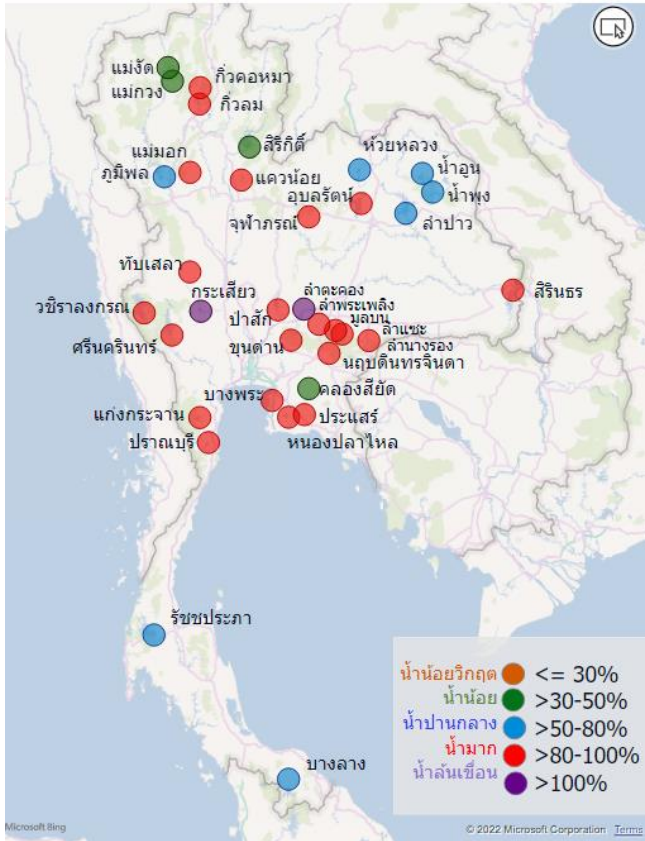 แม่งัด
แม่กวง
กิ่วคอหมา
กิ่วลม
สิริกิติ์
ห้วยหลวง
แม่มอก
ภูมิพล
แควน้อย
น้ำอูน
น้ำพุง
อุบลรัตน์
จุฬาภรณ์
ลำปาว
ทับเสลา
กระเสียว
ลำตะคอง
สิรินธร
วชิราลงกรณ
ป่าสัก
ลำพระเพลิง
มูลบน
ลำแชะ
ศรีนครินทร์
ขุนด่าน
ลำนางรอง
นฤบดินทรจินดา
คลองสียัด
บางพระ
แก่งกระจาน
ประแสร์
ปราณบุรี
หนองปลาไหล
รัชชประภา
น้ำน้อยวิกฤต <= 30%
น้ำน้อย >30-50%
น้ำปานกลาง >50-80%
น้ำมาก >80-100%
น้ำล้นเขื่อน >100%
บางลาง
Microsoft Bing
© 2022 Microsoft Corporation Terms